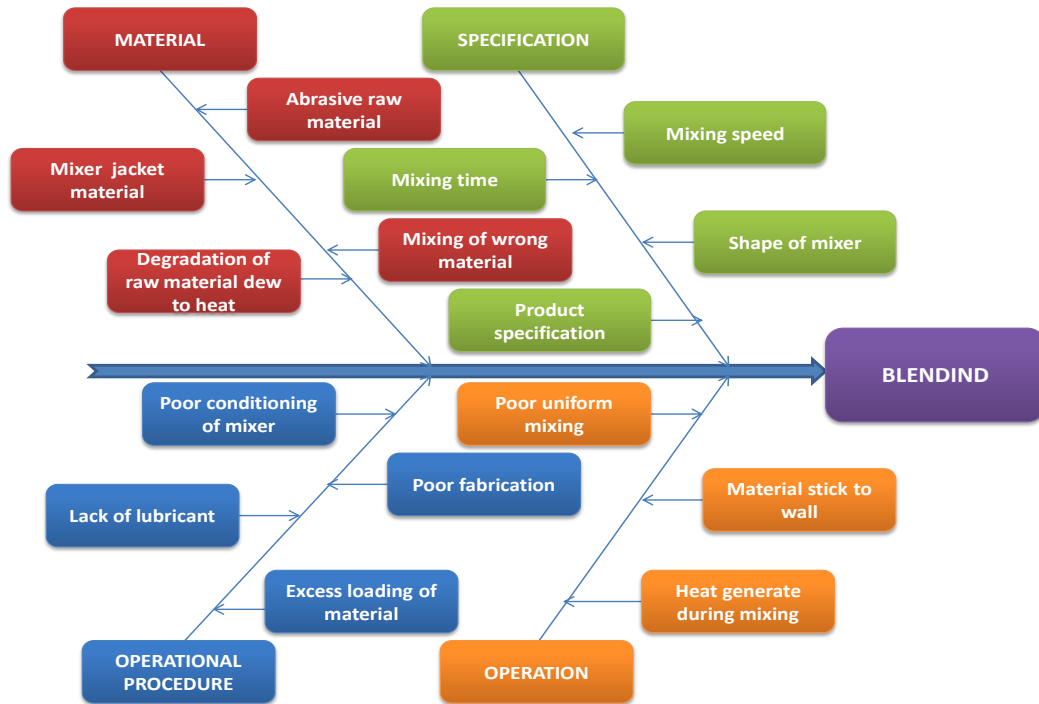 MATERIAL
SPECIFICATION
Abrasive raw
material
Mixing speed
Mixer jacket
material
Mixing time
Mixing of wrong
material
Shape of mixer
Degradation of
raw material dew
to heat
Product
specification
BLENDIND
Poor conditioning
of mixer
Poor uniform
mixing
Poor fabrication
Material stick to
wall
Lack of lubricant
Excess loading of
material
Heat generate
during mixing
OPERATIONAL
PROCEDURE
OPERATION